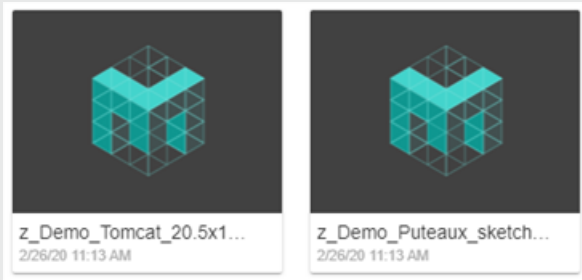 z_Demo_Tomcat_20.5x1...
2/26/20 11:13 AM
z_Demo_Puteaux_sketch...
2/26/20 11:13 AM